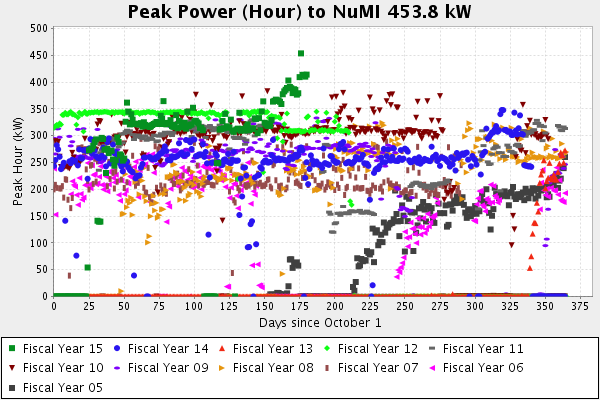 Peak Power (Hour) to NuMI 453.8 kW
Peak Hour (kW)
500
450
400
350
300
250
200
150
100
50
0
0 25 50 75 100 125 150 175 200 225 250 275 300 325 350 375
Days since October 1
Fiscal Year 15 Fiscal Year 14 Fiscal Year 13 Fiscal Year 12 Fiscal Year 11
Fiscal Year 10 Fiscal Year 09 Fiscal Year 08 Fiscal Year 07 Fiscal Year 06
Fiscal Year 05